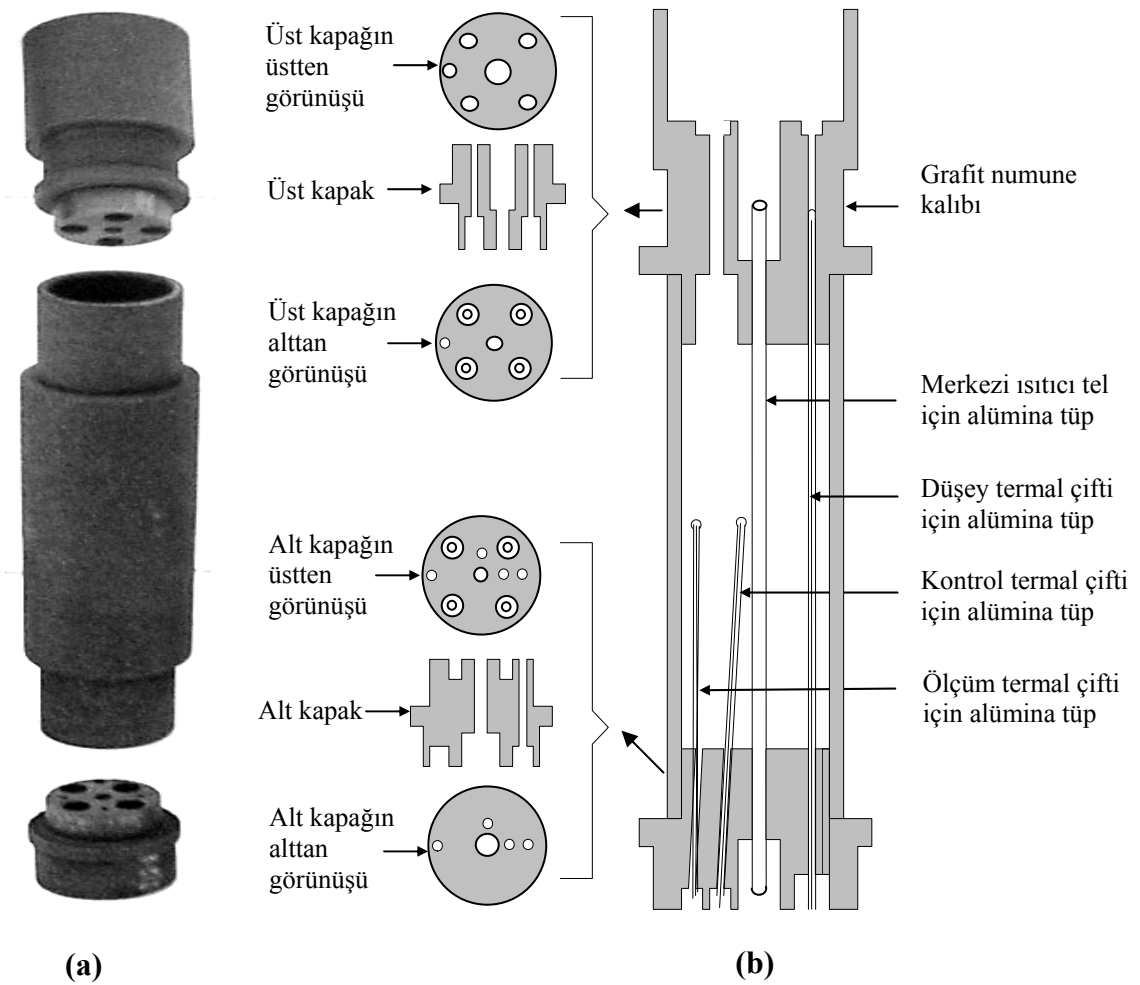 Üst kapağın
üstten
görünüşü
Üst kapak
Üst kapağın
alttan
görünüşü
Alt kapağın
üstten
görünüşü
Alt kapak
Alt kapağın
alttan
görünüşü
Grafit numune
kalıbı
Merkezi ısıtıcı tel
için alümina tüp
Düşey termal çifti
için alümina tüp
Kontrol termal çifti
için alümina tüp
Ölçüm termal çifti
için alümina tüp
(a)
(b)